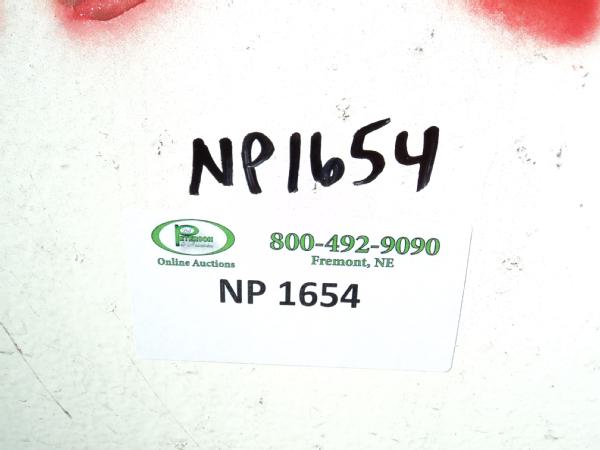 NP1654
PETERSON
800-492-9090
Online Auctions
Fremont, NE
NP 1654